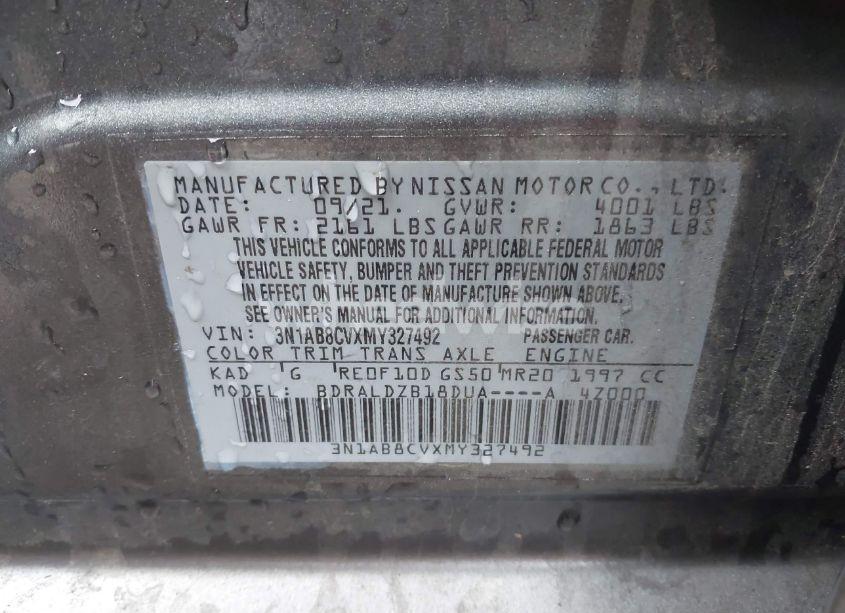 MANUFACTURED BY NISSAN MOTOR CO., LTD.
DATE: 09/21. GVWR: 4001 LBS
GAWR FR: 2161 LBS GAWR RR: 1863 LBS
THIS VEHICLE CONFORMS TO ALL APPLICABLE FEDERAL MOTOR
VEHICLE SAFETY, BUMPER AND THEFT PREVENTION STANDARDS
IN EFFECT ON THE DATE OF MANUFACTURE SHOWN ABOVE.
SEE OWNER'S MANUAL FOR ADDITIONAL INFORMATION.
VIN: 3N1AB8CVXMY327492 PASSENGER CAR.
COLOR TRIM TRANS AXLE ENGINE
KAD G RE0F10D GS50 MR20 1997 CC
MODEL: BDRALDZB18DUA----A 4Z000
3N1AB8CVXMY327492